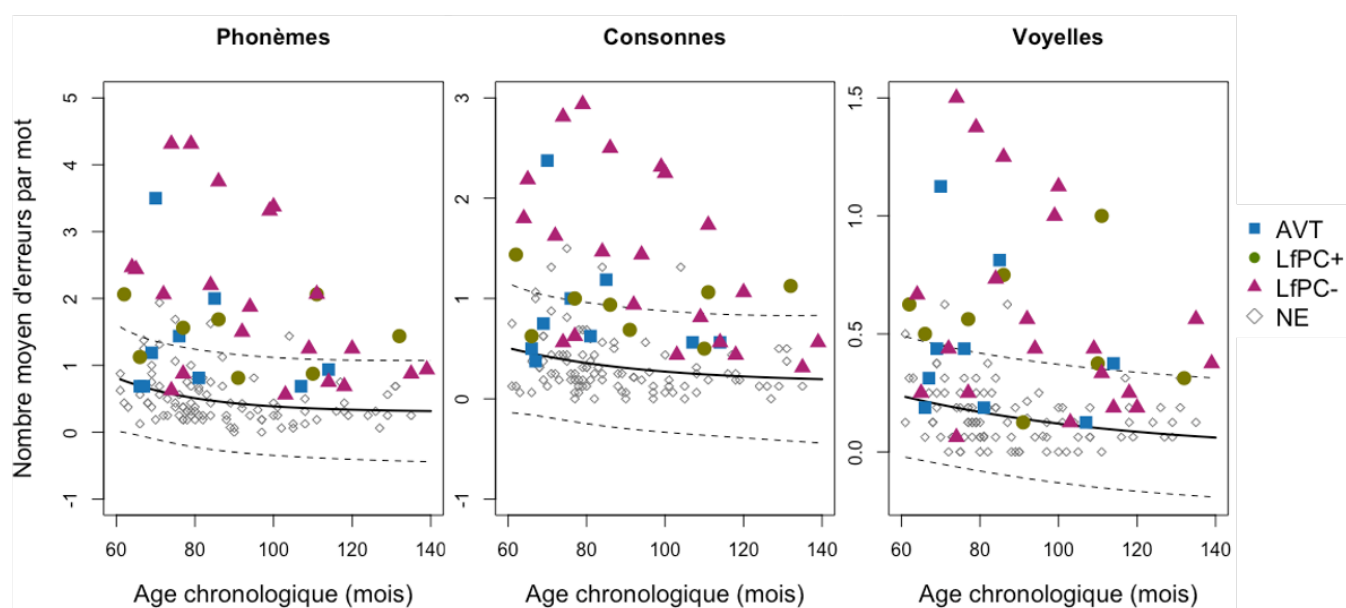 Phonèmes
Consonnes
Voyelles
Nombre moyen d'erreurs par mot
5
4
3
2
1
0
-1
60 80 100 120 140
Age chronologique (mois)
3
2
1
0
-1
60 80 100 120 140
Age chronologique (mois)
1.5
1.0
0.5
0.0
60 80 100 120 140
Age chronologique (mois)
AVT
LfPC+
LfPC-
NE